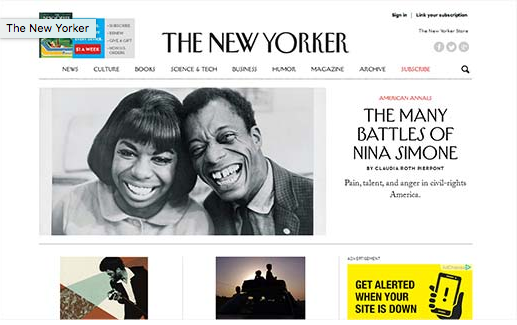 Sign in | Link your subscription
The New Yorker
SUBSCRIBE
RENEW
GIVE A GIFT
$1 A WEEK
ORDERS
The New Yorker Store
THE NEW YORKER
NEWS CULTURE BOOKS SCIENCE & TECH BUSINESS HUMOR MAGAZINE ARCHIVE SUBSCRIBE
AMERICAN ANNALS
THE MANY
BATTLES OF
NINA SIMONE
BY CLAUDIA ROTH PIERPONT
Pain, talent, and anger in civil-rights
America.
ADVERTISEMENT
GET ALERTED
WHEN YOUR
SITE IS DOWN